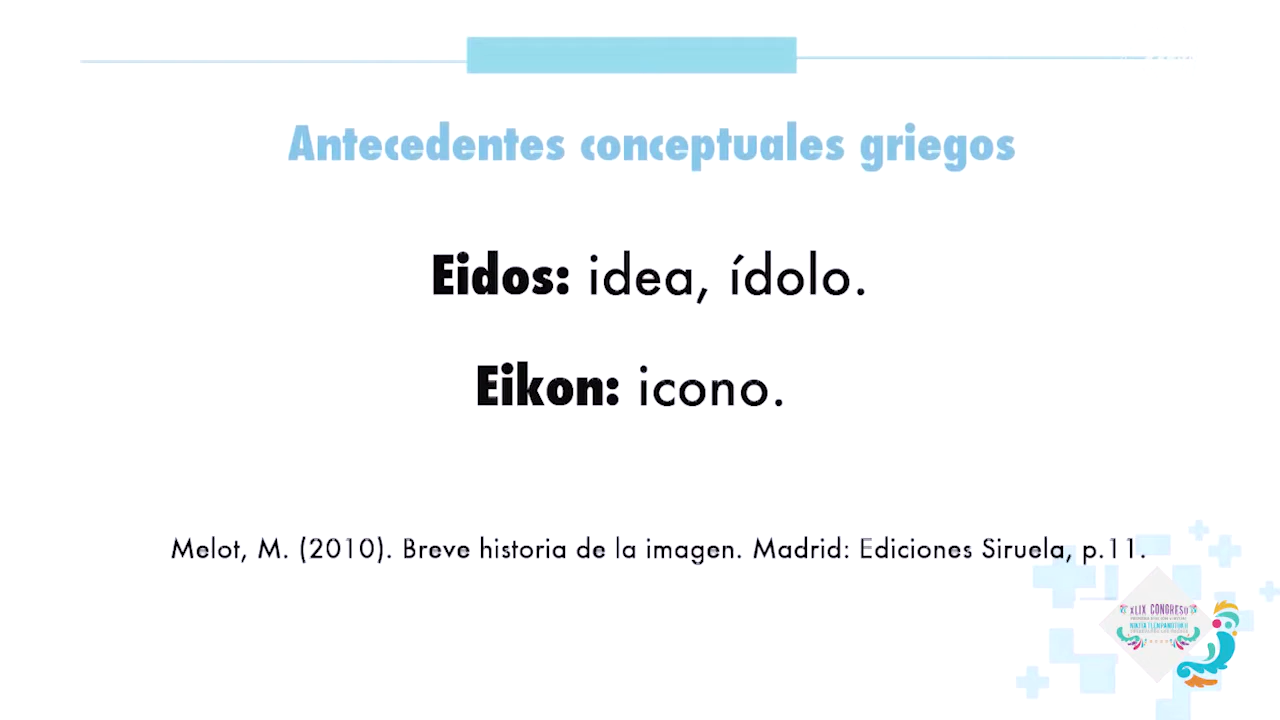 Antecedentes conceptuales griegos
Eidos: idea, ídolo.
Eikon: icono.
Melot, M. (2010). Breve historia de la imagen. Madrid: Ediciones Siruela, p.11.
XLIX CONGRESO